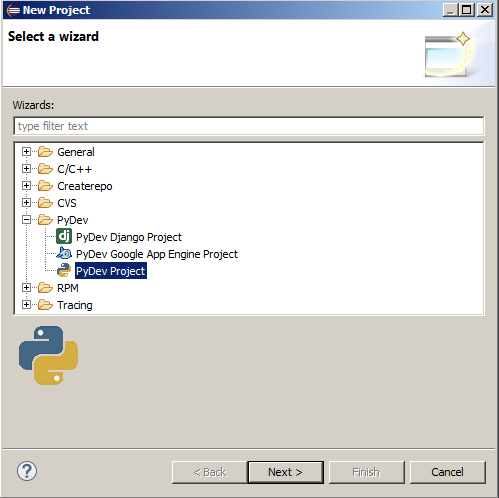 New Project
Select a wizard
Wizards:
type filter text
General
C/C++
Createrepo
CVS
PyDev
dj PyDev Django Project
PyDev Google App Engine Project
PyDev Project
RPM
Tracing
? < Back Next > Finish Cancel